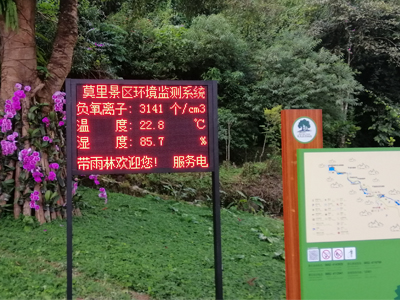 莫里景区环境监测系统
负氧离子: 3141 个/cm3
温　　度: 22.8 ℃
湿　　度: 85.7 %
带雨林欢迎您! 服务电